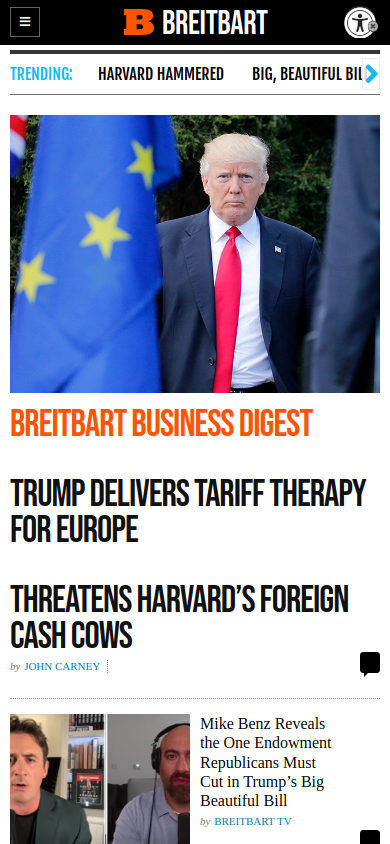 BREITBART
TRENDING:
HARVARD HAMMERED
BIG, BEAUTIFUL BIL
BREITBART BUSINESS DIGEST
TRUMP DELIVERS TARIFF THERAPY
FOR EUROPE
THREATENS HARVARD’S FOREIGN
CASH COWS
by JOHN CARNEY
Mike Benz Reveals
the One Endowment
Republicans Must
Cut in Trump’s Big
Beautiful Bill
by BREITBART TV